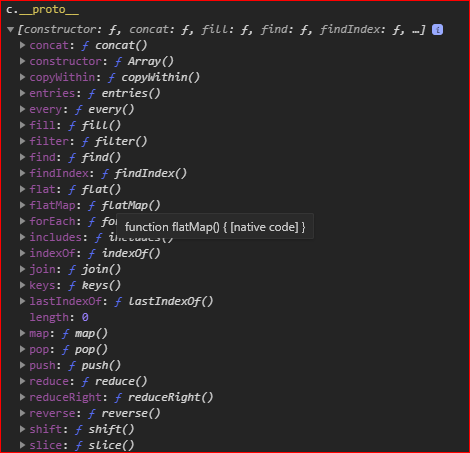 c.__proto__
▼[constructor: ƒ, concat: ƒ, fill: ƒ, find: ƒ, findIndex: ƒ, …] i
▶ concat: ƒ concat()
▶ constructor: ƒ Array()
▶ copyWithin: ƒ copyWithin()
▶ entries: ƒ entries()
▶ every: ƒ every()
▶ fill: ƒ fill()
▶ filter: ƒ filter()
▶ find: ƒ find()
▶ findIndex: ƒ findIndex()
▶ flat: ƒ flat()
▶ flatMap: ƒ flatMap()
▶ forEach: ƒ
function flatMap() { [native code] }
▶ includes: ƒ includes()
▶ indexOf: ƒ indexOf()
▶ join: ƒ join()
▶ keys: ƒ keys()
▶ lastIndexOf: ƒ lastIndexOf()
length: 0
▶ map: ƒ map()
▶ pop: ƒ pop()
▶ push: ƒ push()
▶ reduce: ƒ reduce()
▶ reduceRight: ƒ reduceRight()
▶ reverse: ƒ reverse()
▶ shift: ƒ shift()
▶ slice: ƒ slice()